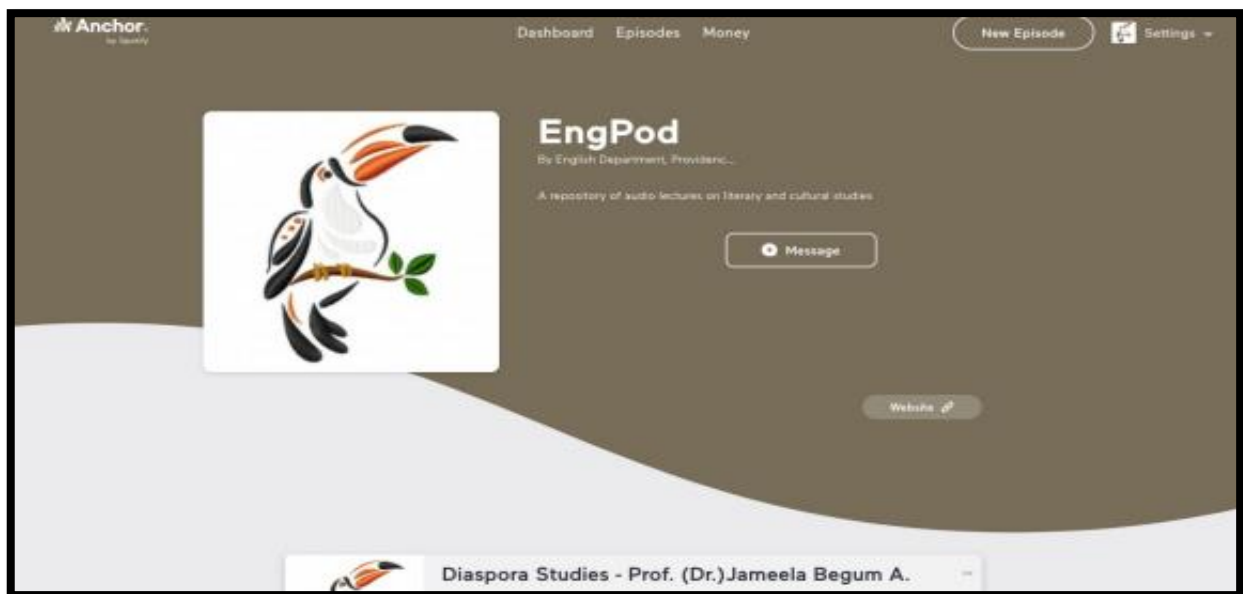 Anchor
by Spotify
Dashboard Episodes Money
New Episode
Settings
EngPod
By English Department, Providenc...
A repository of audio lectures on literary and cultural studies
Message
Website
Diaspora Studies - Prof. (Dr.)Jameela Begum A.